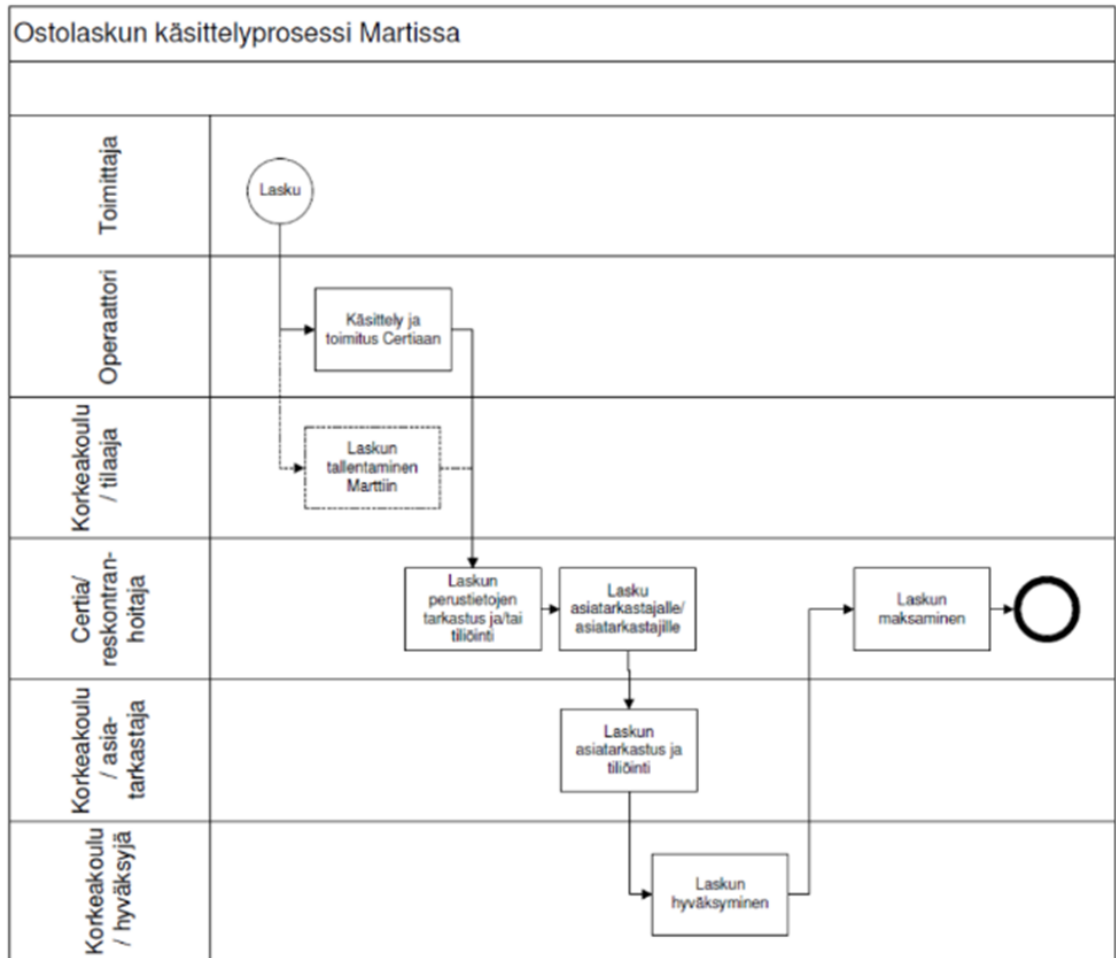 Ostolaskun käsittelyprosessi Martissa
Toimittaja
Lasku
Operaattori
Käsittely ja
toimitus Certiaan
Korkeakoulu
/ tilaaja
Laskun
tallentaminen
Marttiin
Certia/
reskontran-
hoitaja
Laskun
perustietojen
tarkastus ja/tai
tiliöinti
Lasku
asiatarkastajalle/
asiatarkastajille
Laskun
maksaminen
Korkeakoulu
/ asia-
tarkastaja
Laskun
asiatarkastus ja
tiliöinti
Korkeakoulu
/ hyväksyjä
Laskun
hyväksyminen